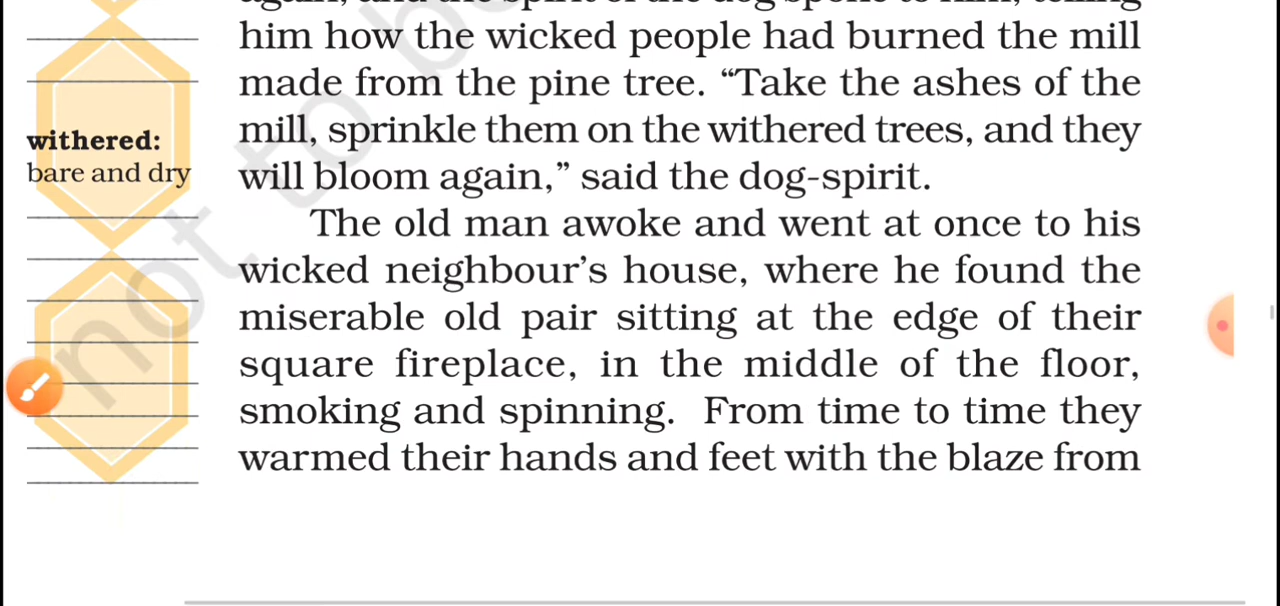 him how the wicked people had burned the mill
made from the pine tree. “Take the ashes of the
mill, sprinkle them on the withered trees, and they
will bloom again,” said the dog-spirit.
The old man awoke and went at once to his
wicked neighbour’s house, where he found the
miserable old pair sitting at the edge of their
square fireplace, in the middle of the floor,
smoking and spinning. From time to time they
warmed their hands and feet with the blaze from
withered:
bare and dry
not to b